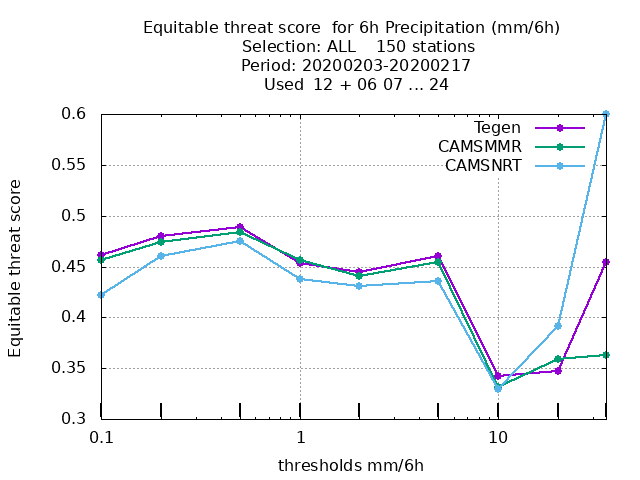 Equitable threat score  for 6h Precipitation (mm/6h)
Selection: ALL    150 stations
Period: 20200203-20200217
Used  12 + 06 07 ... 24
Tegen
CAMSMMR
CAMSNRT
0.6
0.55
0.5
0.45
0.4
0.35
0.3
Equitable threat score
0.1 1 10
thresholds mm/6h